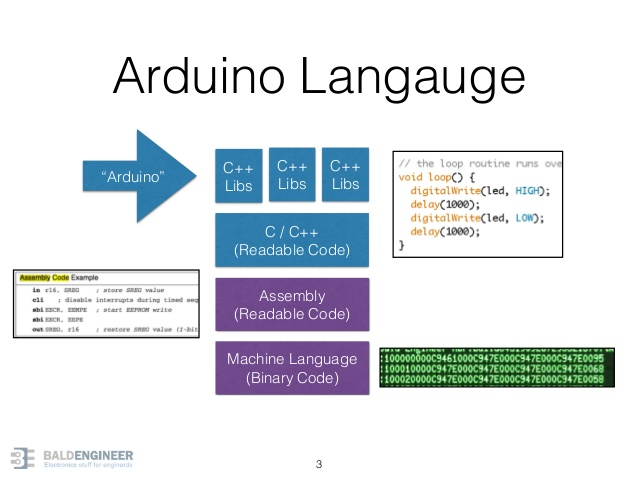 Arduino Langauge
“Arduino”
C++
Libs
C++
Libs
C++
Libs
// the loop routine runs ove
void loop() {
digitalWrite(led, HIGH);
delay(1000);
digitalWrite(led, LOW);
delay(1000);
}
C / C++
(Readable Code)
Assembly Code Example
in r16, SREG ; store SREG value
cli ; disable interrupts during timed seq
sbi EECR, EEMPE ; start EEPROM write
sbi EECR, EEPE
out SREG, r16 ; restore SREG value (I-bit
Assembly
(Readable Code)
Machine Language
(Binary Code)
:100000000C9461000C947E000C947E000C947E0095
:100010000C947E000C947E000C947E000C947E0068
:100020000C947E000C947E000C947E000C947E0058
BALDENGINEER
Electronics stuff for enginerds
3